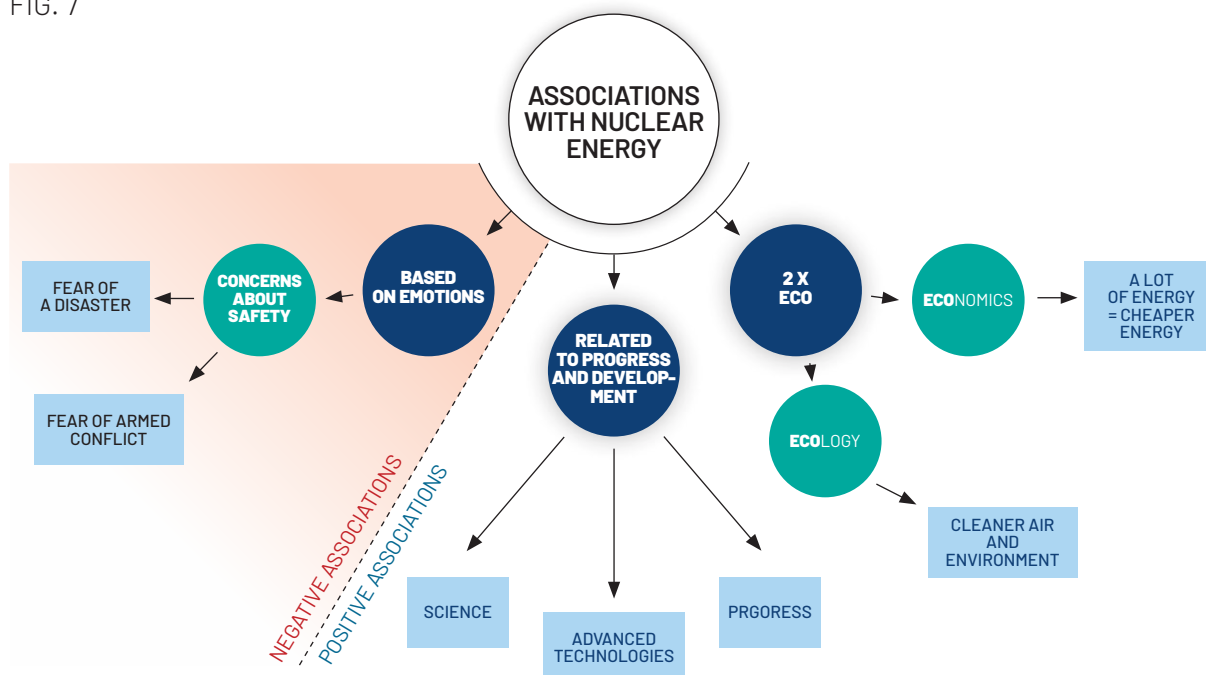 FIG. 7
ASSOCIATIONS
WITH NUCLEAR
ENERGY
BASED
ON EMOTIONS
CONCERNS
ABOUT
SAFETY
FEAR OF
A DISASTER
FEAR OF ARMED
CONFLICT
NEGATIVE ASSOCIATIONS
POSITIVE ASSOCIATIONS
RELATED
TO PROGRESS
AND DEVELOP-
MENT
SCIENCE
ADVANCED
TECHNOLOGIES
PRGORESS
2 X
ECO
ECONOMICS
A LOT
OF ENERGY
= CHEAPER
ENERGY
ECOLOGY
CLEANER AIR
AND
ENVIRONMENT